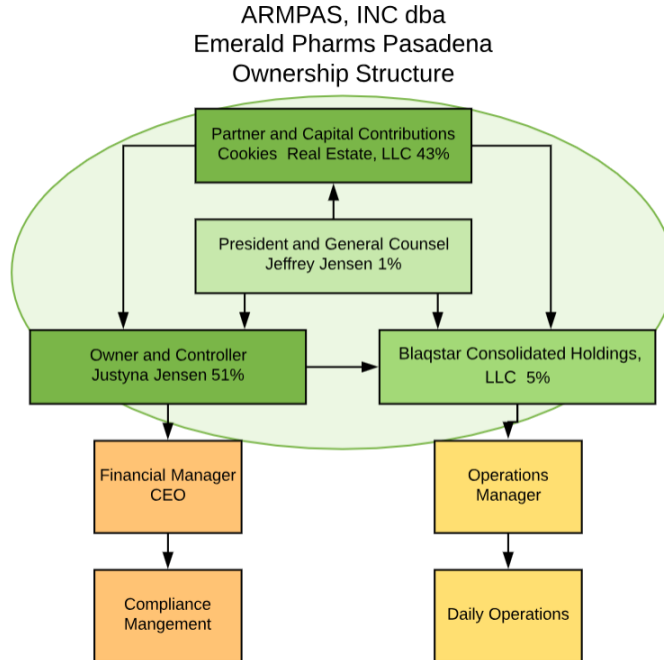 ARMPAS, INC dba
Emerald Pharms Pasadena
Ownership Structure
Partner and Capital Contributions
Cookies Real Estate, LLC 43%
President and General Counsel
Jeffrey Jensen 1%
Owner and Controller
Justyna Jensen 51%
Blaqstar Consolidated Holdings,
LLC 5%
Financial Manager
CEO
Operations
Manager
Compliance
Mangement
Daily Operations